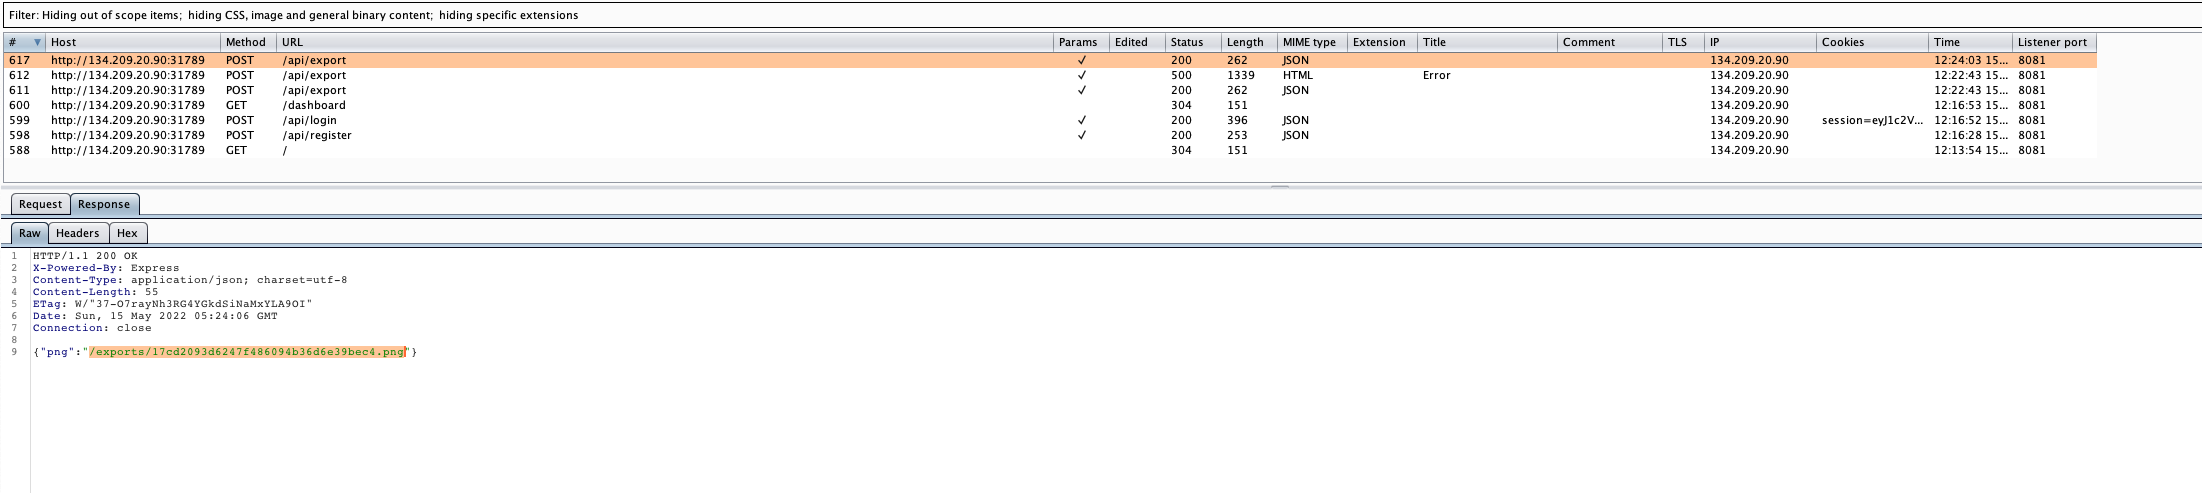 Filter: Hiding out of scope items;  hiding CSS, image and general binary content;  hiding specific extensions
# Host Method URL Params Edited Status Length MIME type Extension Title Comment TLS IP Cookies Time Listener port
617 http://134.209.20.90:31789 POST /api/export ✓ 200 262 JSON 134.209.20.90 12:24:03 15... 8081
612 http://134.209.20.90:31789 POST /api/export ✓ 500 1339 HTML Error 134.209.20.90 12:22:43 15... 8081
611 http://134.209.20.90:31789 POST /api/export ✓ 200 262 JSON 134.209.20.90 12:22:43 15... 8081
600 http://134.209.20.90:31789 GET /dashboard 304 151 134.209.20.90 12:16:53 15... 8081
599 http://134.209.20.90:31789 POST /api/login ✓ 200 396 JSON 134.209.20.90 session=eyJ1c2V... 12:16:52 15... 8081
598 http://134.209.20.90:31789 POST /api/register ✓ 200 253 JSON 134.209.20.90 12:16:28 15... 8081
588 http://134.209.20.90:31789 GET / 304 151 134.209.20.90 12:13:54 15... 8081
Request Response
Raw Headers Hex
1 HTTP/1.1 200 OK
2 X-Powered-By: Express
3 Content-Type: application/json; charset=utf-8
4 Content-Length: 55
5 ETag: W/"37-O7rayNh3RG4YGkdSiNaMxYLA9OI"
6 Date: Sun, 15 May 2022 05:24:06 GMT
7 Connection: close
8
9 {"png":"/exports/17cd2093d6247f486094b36d6e39bec4.png"}